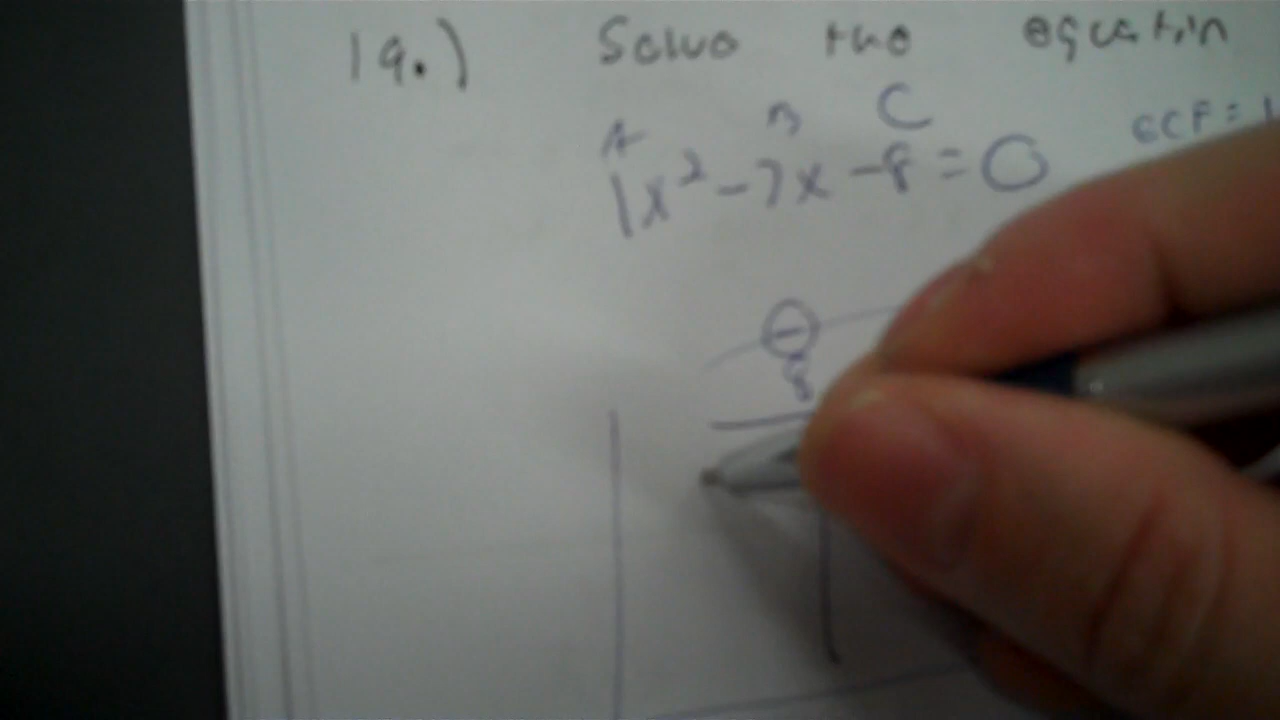 19.) Solve the equation
A B C
1x² -7x -8 = 0 GCF = 1
⊖
8